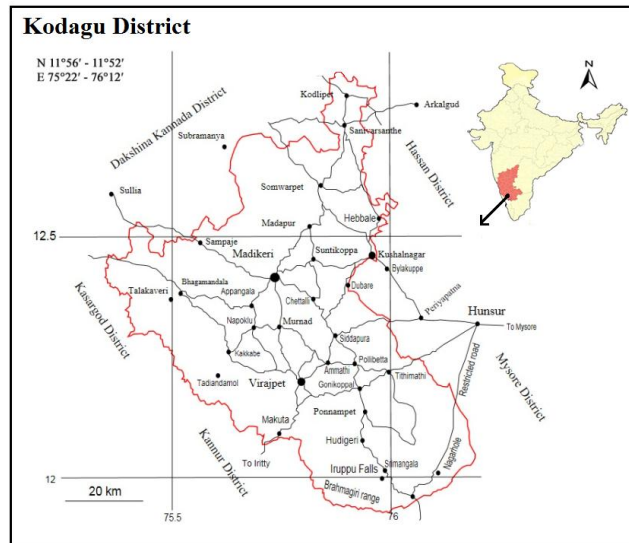 Kodagu District
N 11°56' - 11°52'
E 75°22' - 76°12'
N
Kodlipet
Arkalgud
Sanivarsanthe
Dakshina Kannada District
Subramanya
Hassan District
Sullia
Somwarpet
Hebbale
Madapur
12.5
Sampaje
Madikeri
Suntikoppa
Kushalnagar
Bylakuppe
Talakaveri
Bhagamandala
Appangala
Chettalli
Dubare
Periyapatna
Hunsur
To Mysore
Kasargod District
Napoklu
Murnad
Siddapura
Kakkabe
Ammathi
Pollibetta
Tithimathi
Mysore District
Restricted road
Tadiandamol
Virajpet
Gonikoppal
Ponnampet
Makuta
Hudigeri
To Iritty
Kannur District
Iruppu Falls
Srimangala
Nagarhole
12
Brahmagiri range
20 km
75.5
76